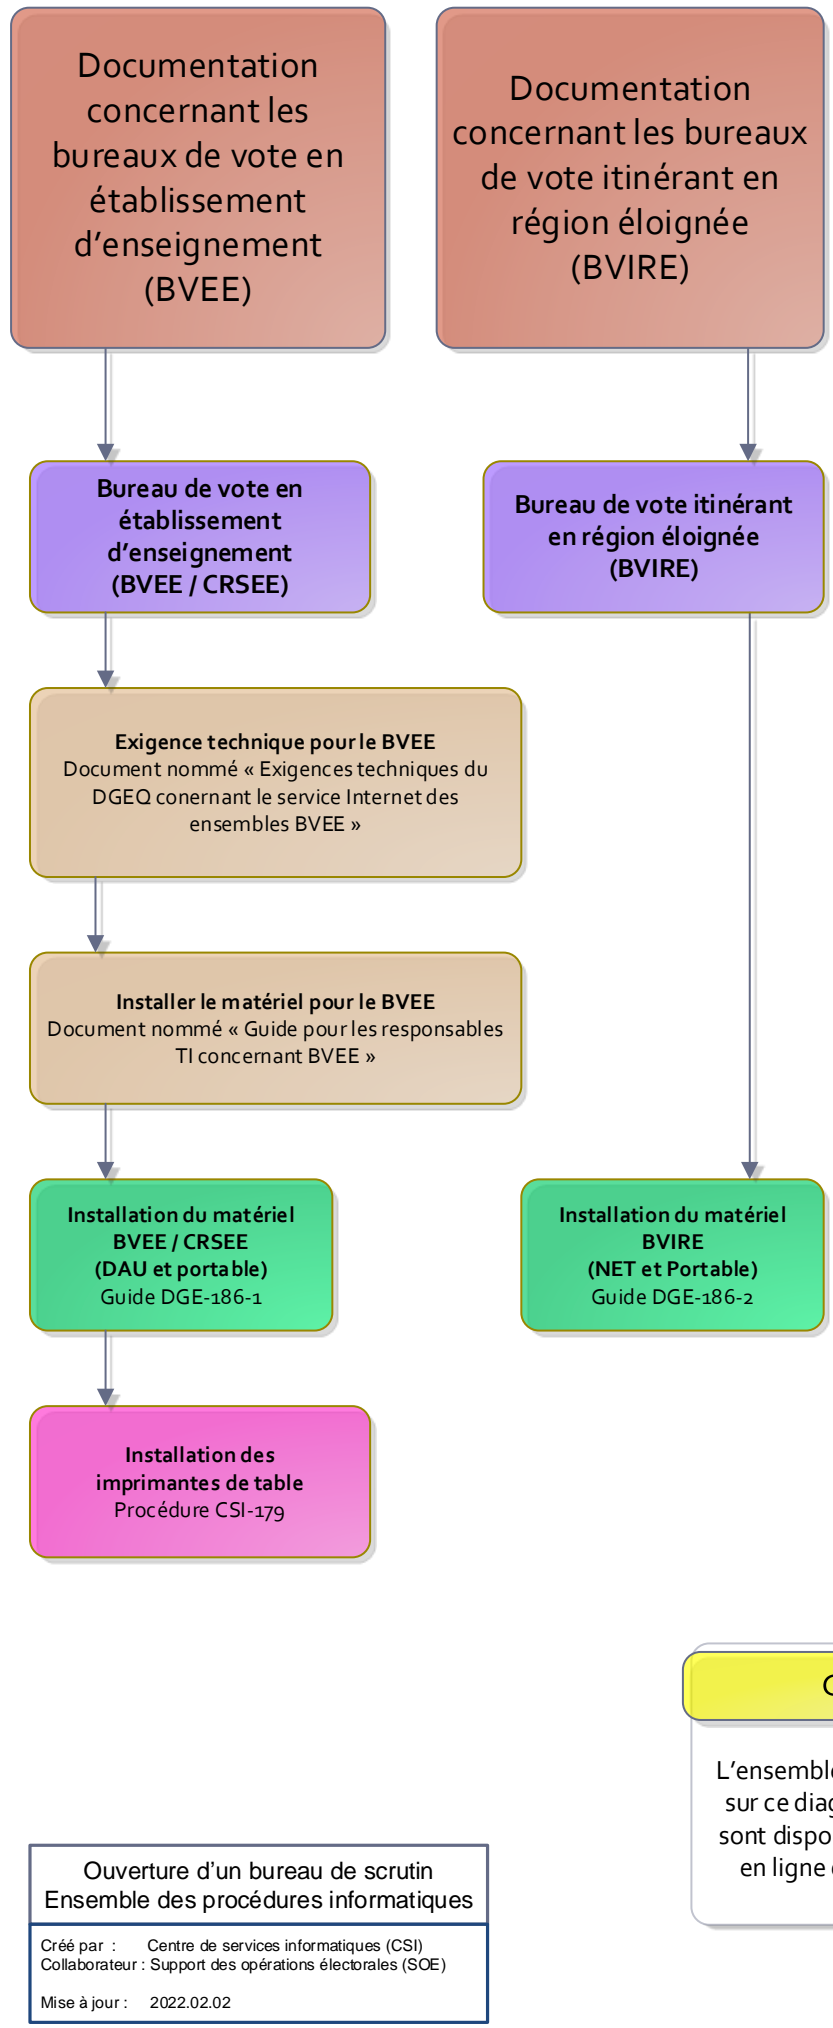 Documentation
concernant les
bureaux de vote en
établissement
d’enseignement
(BVEE)
Documentation
concernant les bureaux
de vote itinérant en
région éloignée
(BVIRE)
Bureau de vote en
établissement
d’enseignement
(BVEE / CRSEE)
Bureau de vote itinérant
en région éloignée
(BVIRE)
Exigence technique pour le BVEE
Document nommé « Exigences techniques du
DGEQ conernant le service Internet des
ensembles BVEE »
Installer le matériel pour le BVEE
Document nommé « Guide pour les responsables
TI concernant BVEE »
Installation du matériel
BVEE / CRSEE
(DAU et portable)
Guide DGE-186-1
Installation du matériel
BVIRE
(NET et Portable)
Guide DGE-186-2
Installation des
imprimantes de table
Procédure CSI-179
L’ensemble
sur ce
sont
en ligne
Ouverture d’un bureau de scrutin
Ensemble des procédures informatiques
Créé par : Centre de services informatiques (CSI)
Collaborateur : Support des opérations électorales (SOE)
Mise à jour : 2022.02.02